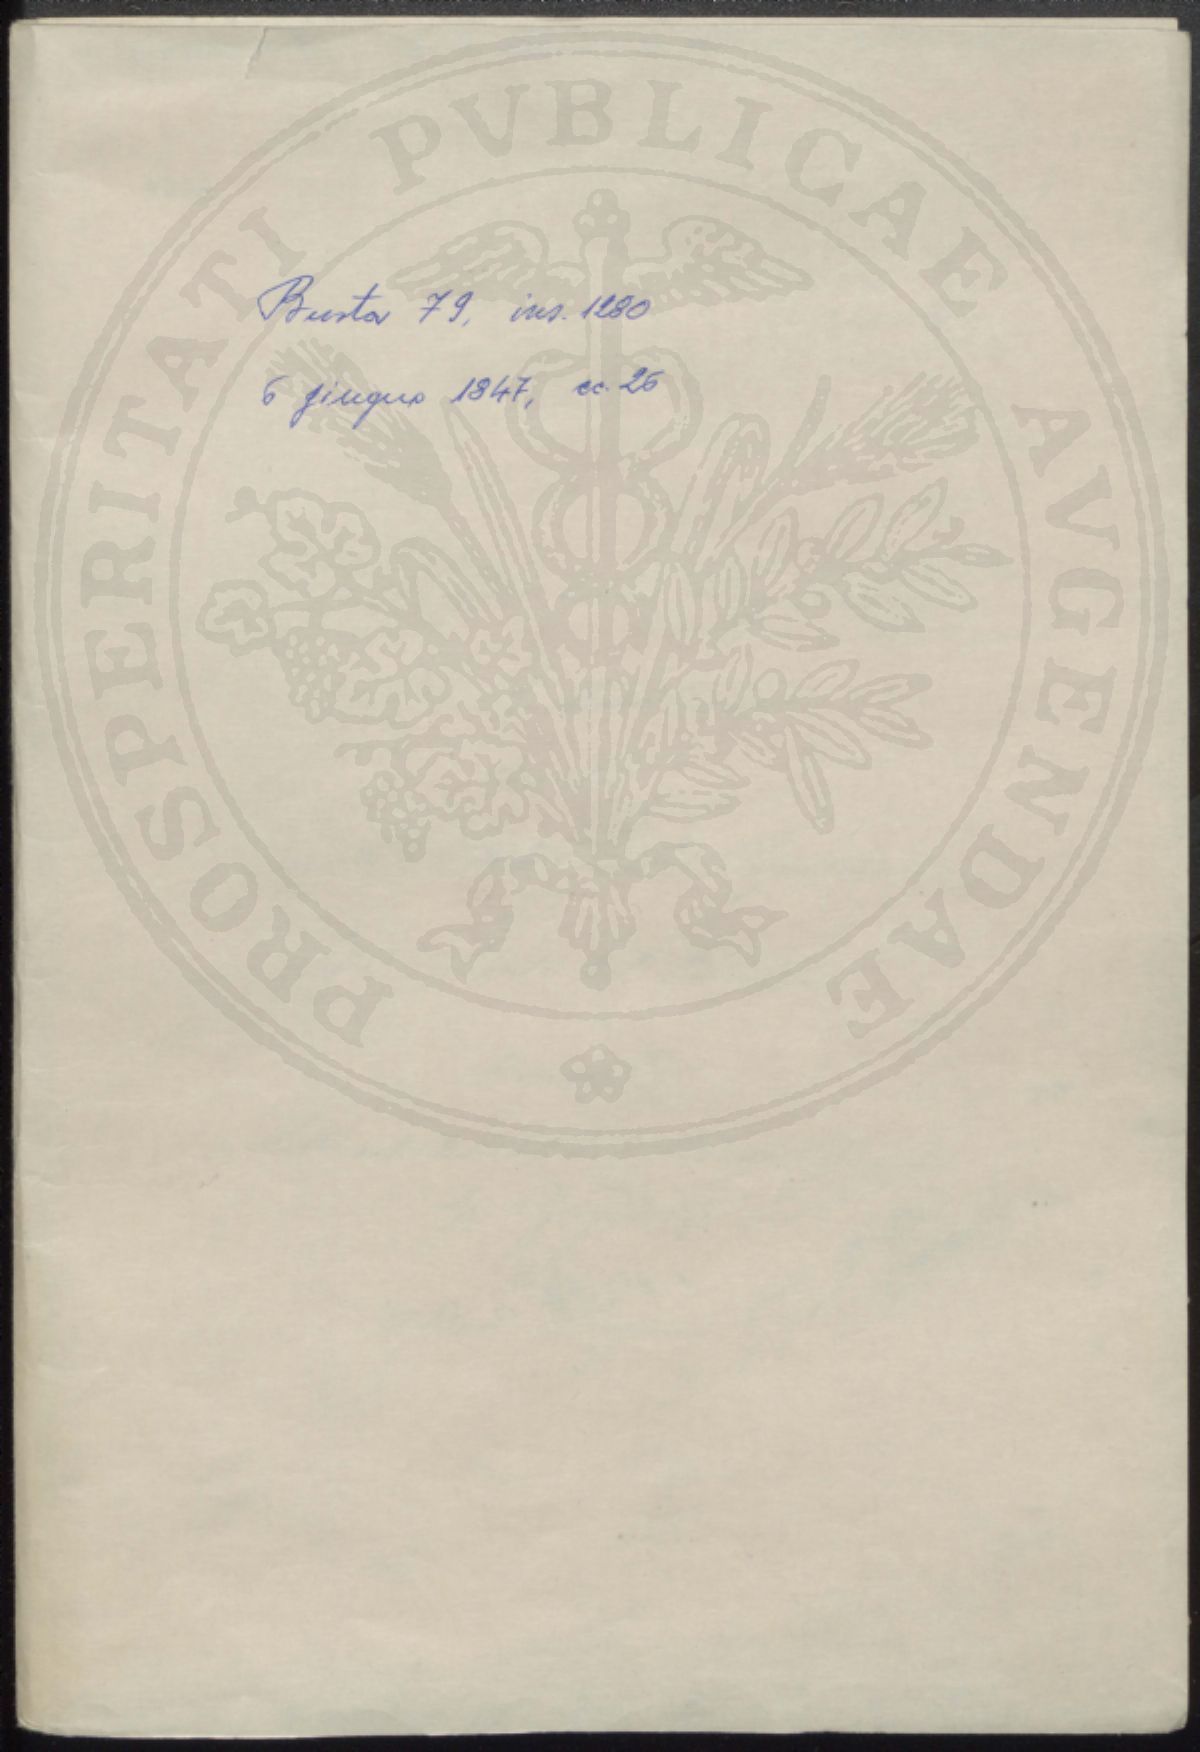 Busta 79, ins. 1280
6 giugno 1847, cc. 26
PROSPERITATI PVBLICAE AVGENDAE